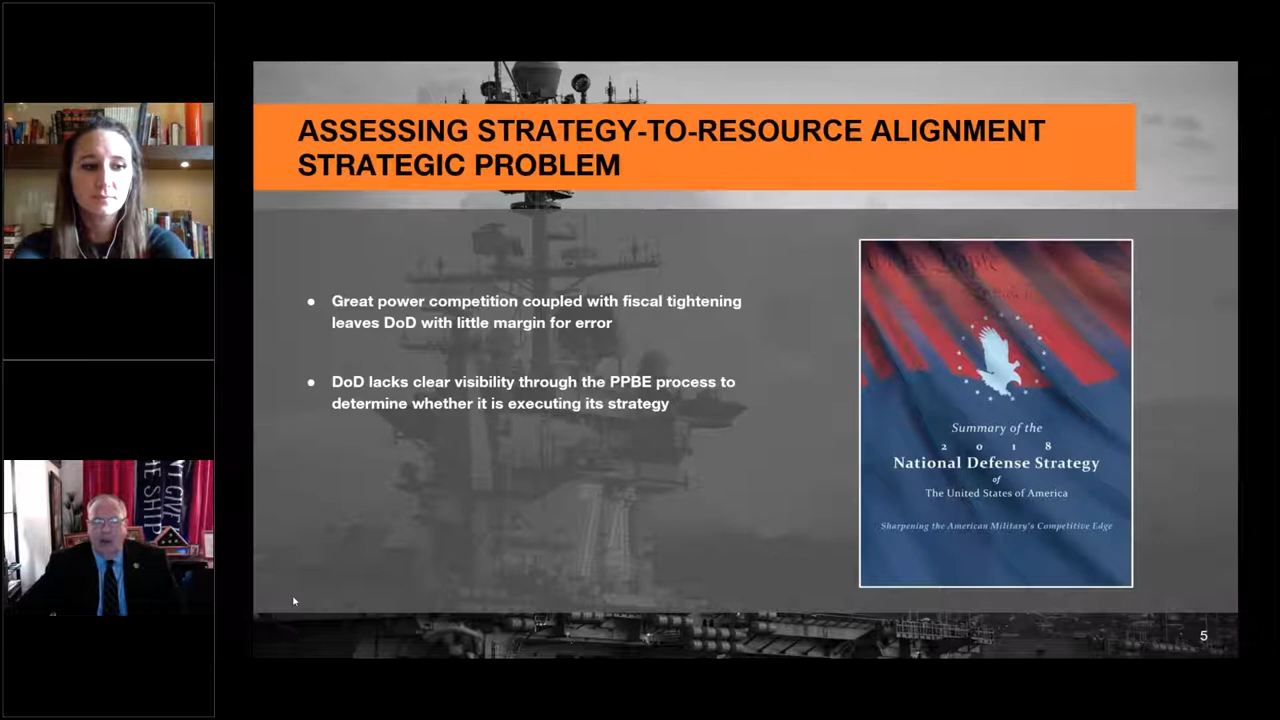 ASSESSING STRATEGY-TO-RESOURCE ALIGNMENT
STRATEGIC PROBLEM
● Great power competition coupled with fiscal tightening
leaves DoD with little margin for error
● DoD lacks clear visibility through the PPBE process to
determine whether it is executing its strategy
Summary of the
2 0 1 8
National Defense Strategy
of
The United States of America
Sharpening the American Military's Competitive Edge
5
SHIP